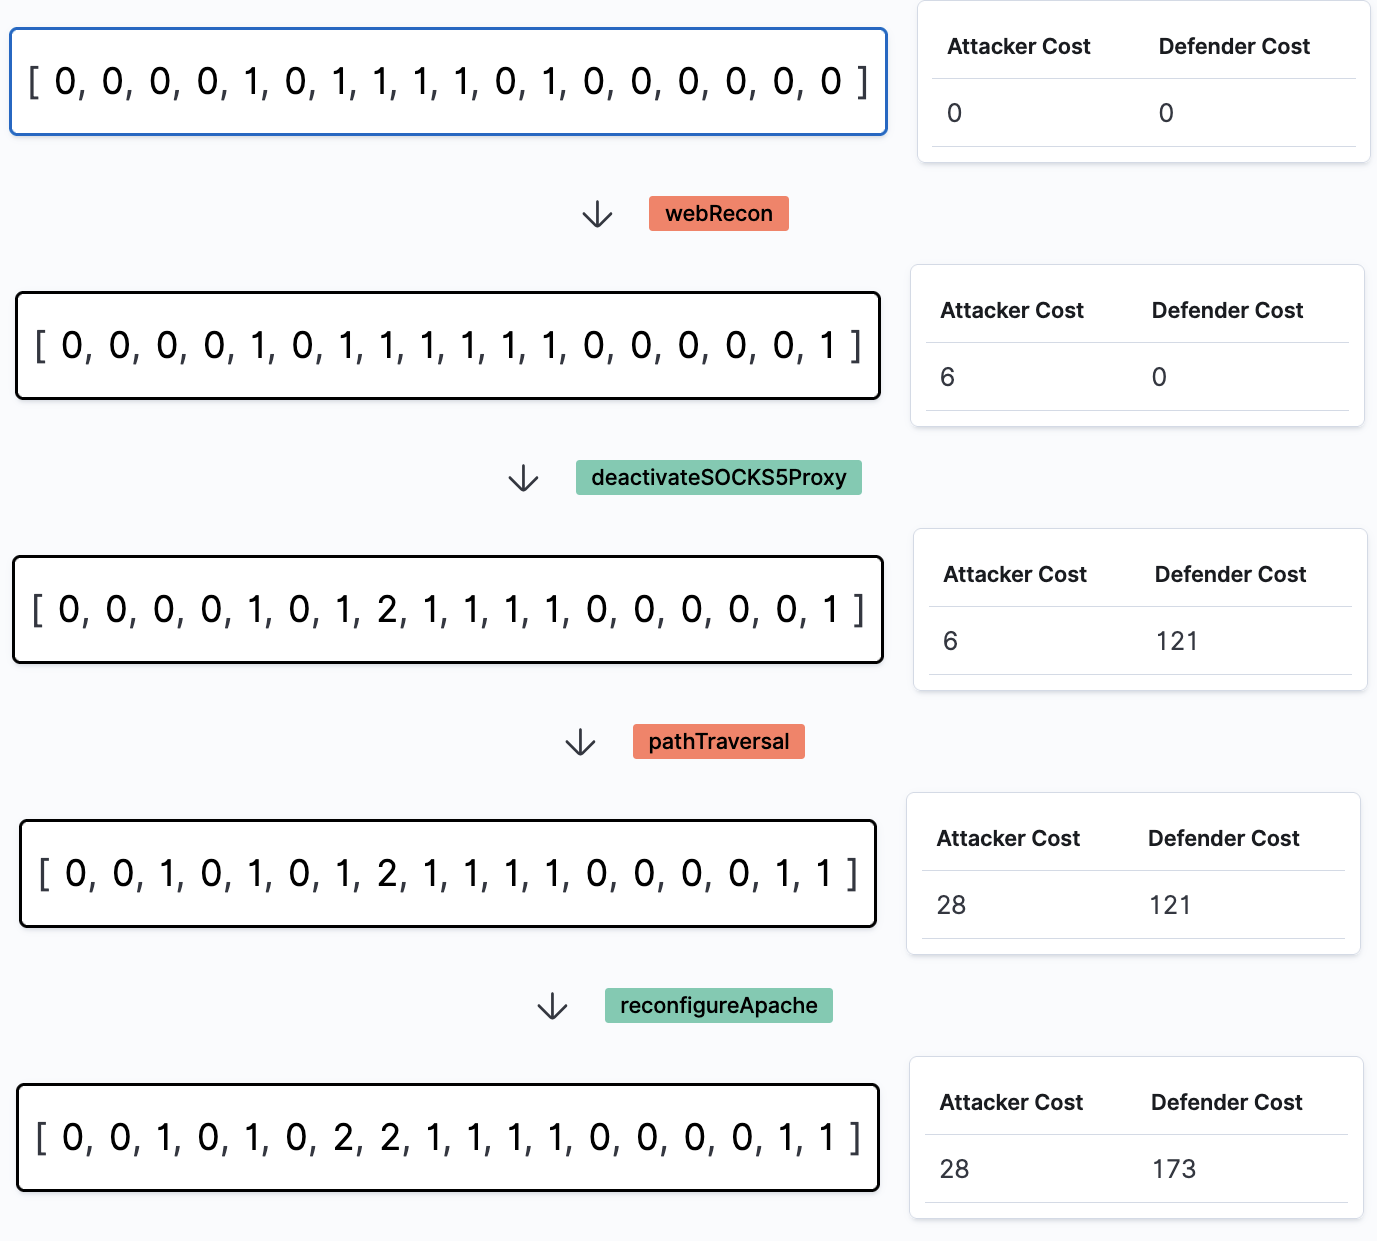 [ 0, 0, 0, 0, 1, 0, 1, 1, 1, 1, 0, 1, 0, 0, 0, 0, 0, 0 ]
Attacker Cost Defender Cost
0 0
webRecon
[ 0, 0, 0, 0, 1, 0, 1, 1, 1, 1, 1, 1, 0, 0, 0, 0, 0, 1 ]
Attacker Cost Defender Cost
6 0
deactivateSOCKS5Proxy
[ 0, 0, 0, 0, 1, 0, 1, 2, 1, 1, 1, 1, 0, 0, 0, 0, 0, 1 ]
Attacker Cost Defender Cost
6 121
pathTraversal
[ 0, 0, 1, 0, 1, 0, 1, 2, 1, 1, 1, 1, 0, 0, 0, 0, 1, 1 ]
Attacker Cost Defender Cost
28 121
reconfigureApache
[ 0, 0, 1, 0, 1, 0, 2, 2, 1, 1, 1, 1, 0, 0, 0, 0, 1, 1 ]
Attacker Cost Defender Cost
28 173